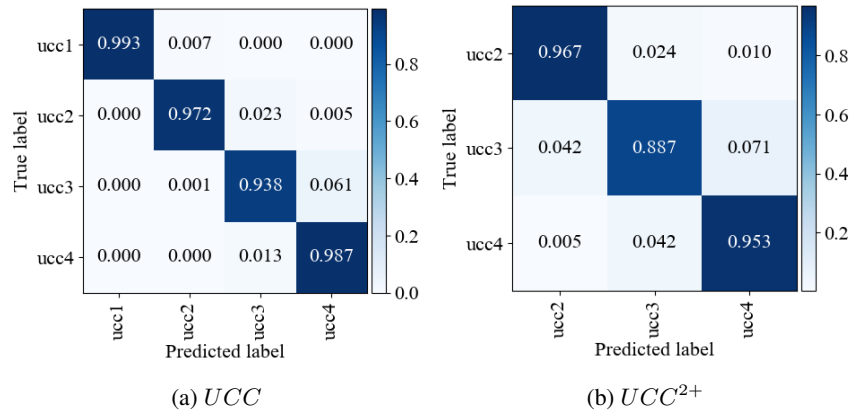 ucc1 0.993 0.007 0.000 0.000
ucc2 0.000 0.972 0.023 0.005
ucc3 0.000 0.001 0.938 0.061
ucc4 0.000 0.000 0.013 0.987
True label
ucc1 ucc2 ucc3 ucc4
Predicted label
0.8
0.6
0.4
0.2
0.0
(a) UCC
ucc2 0.967 0.024 0.010
ucc3 0.042 0.887 0.071
ucc4 0.005 0.042 0.953
True label
ucc2 ucc3 ucc4
Predicted label
0.8
0.6
0.4
0.2
(b) UCC²⁺